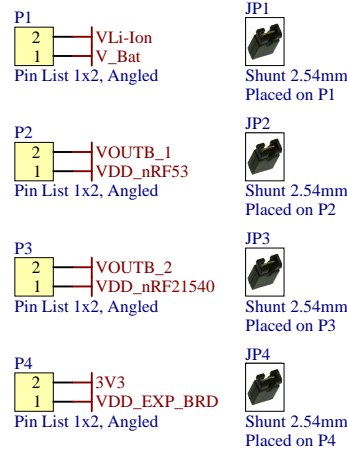 P1
2 VLi-Ion
1 V_Bat
Pin List 1x2, Angled
JP1
Shunt 2.54mm
Placed on P1
P2
2 VOUTB_1
1 VDD_nRF53
Pin List 1x2, Angled
JP2
Shunt 2.54mm
Placed on P2
P3
2 VOUTB_2
1 VDD_nRF21540
Pin List 1x2, Angled
JP3
Shunt 2.54mm
Placed on P3
P4
2 3V3
1 VDD_EXP_BRD
Pin List 1x2, Angled
JP4
Shunt 2.54mm
Placed on P4